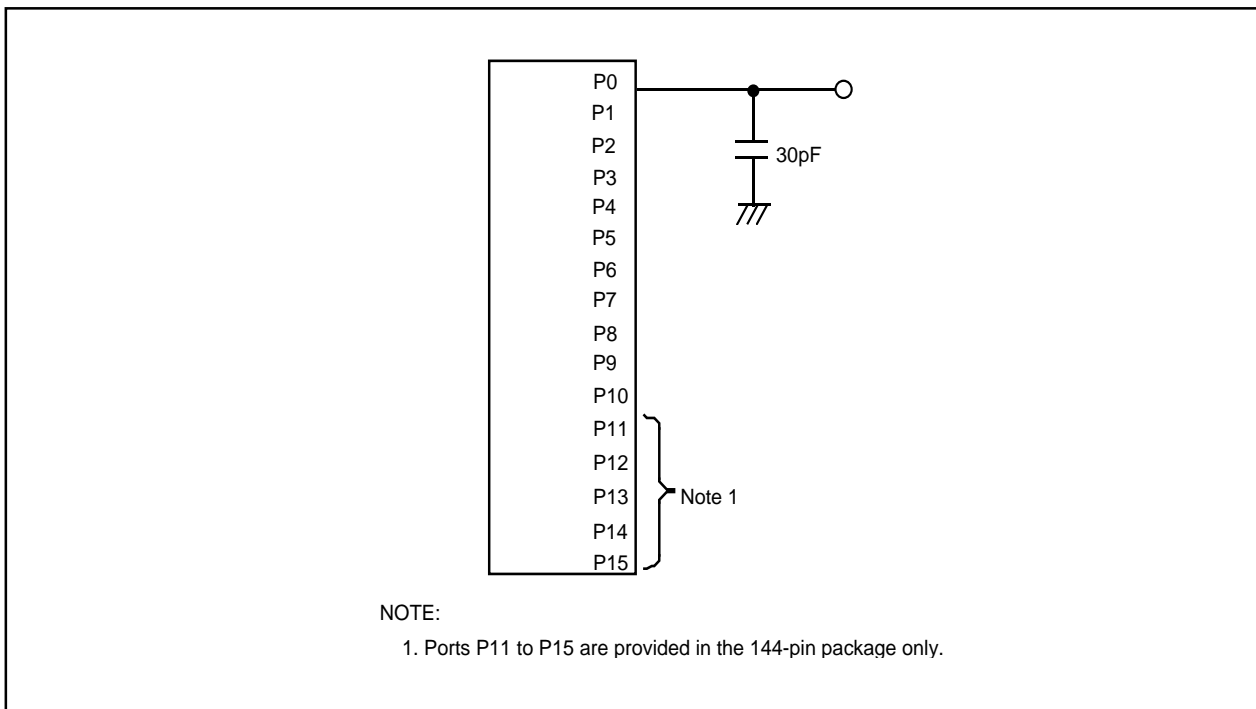 P0
P1
P2
30pF
P3
P4
P5
P6
P7
P8
P9
P10
P11
P12
P13
Note 1
P14
P15
NOTE:
1. Ports P11 to P15 are provided in the 144-pin package only.